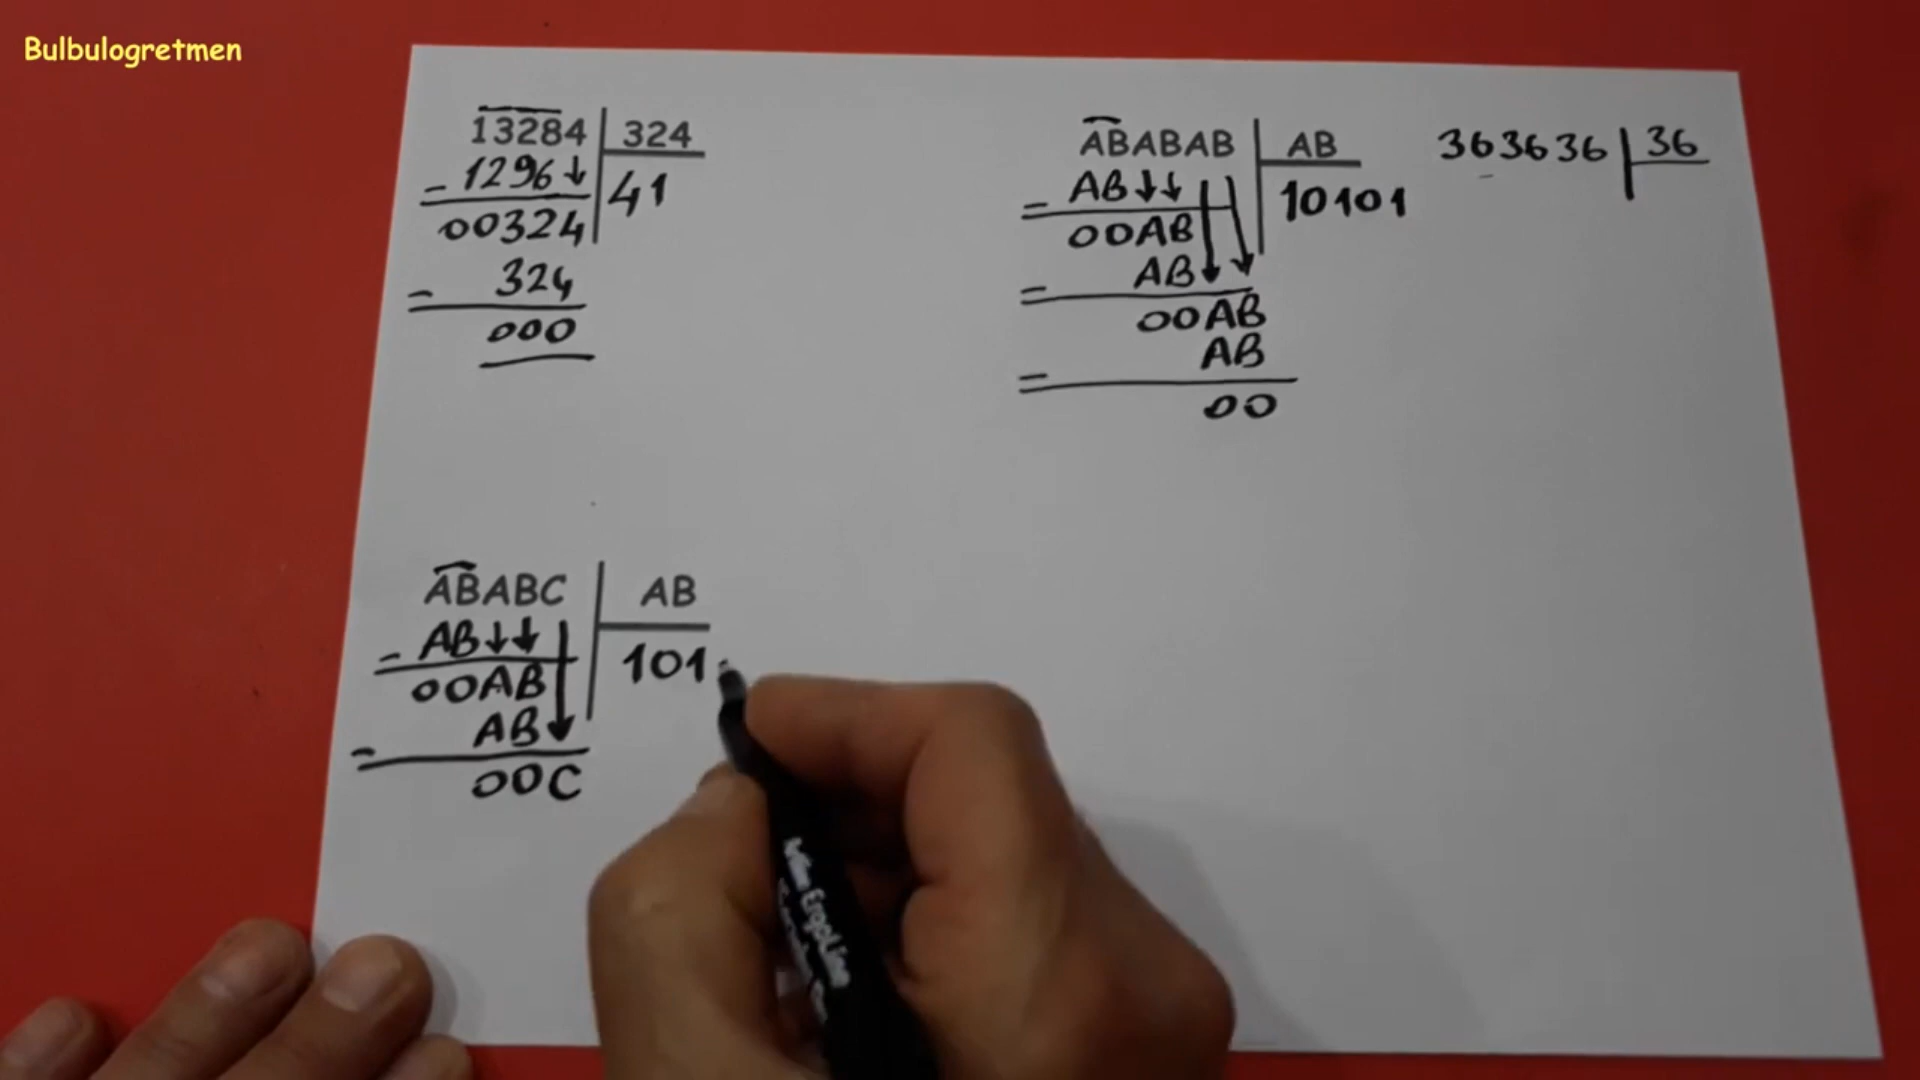 Bulbulogretmen
13284 324
- 1296 41
00324
- 324
000
ABABAB AB
- AB 10101
00AB
- AB
00AB
AB
-
00
363636 36
ABABC AB
- AB 101
00AB
- AB
00C